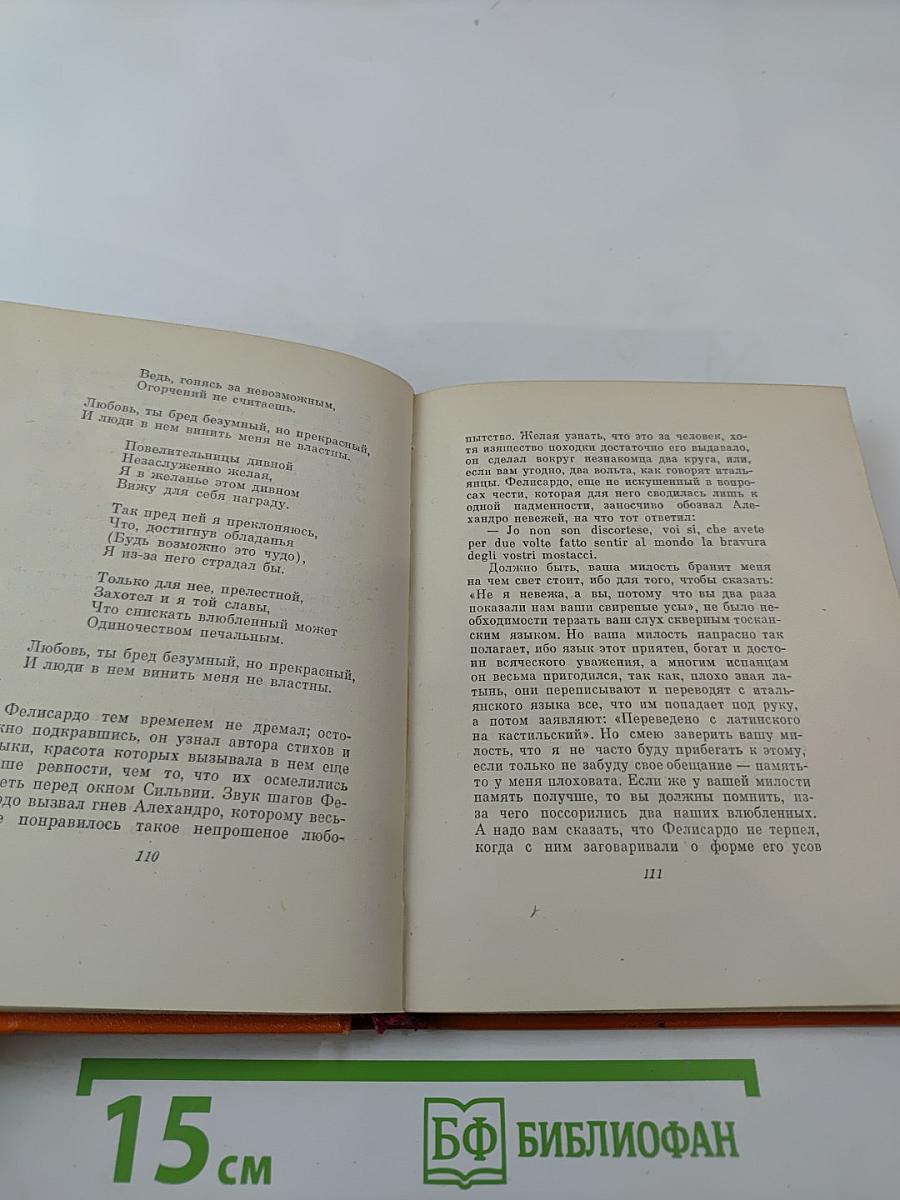 Ведь, гонясь за невозможным,
Огорчений не считаешь.
Любовь, ты бред безумный, но прекрасный,
И люди в нем винить меня не властны.
Повелительницы дивной
Незаслуженно желая,
Я в желанье этом дивном
Вижу для себя награду.
Так пред ней я преклоняюсь,
Что, достигнув обладанья
(Будь возможно это чудо),
Я из-за него страдал бы.
Только для нее, прелестной,
Захотел и я той славы,
Что снискать влюбленный может
Одиночеством печальным.
Любовь, ты бред безумный, но прекрасный,
И люди в нем винить меня не властны.
Фелисардо тем временем не дремал; осто-
жно подкравшись, он узнал автора стихов и
зыки, красота которых вызывала в нем еще
ше ревности, чем то, что их осмелились
еть перед окном Сильвии. Звук шагов Фе-
рдо вызвал гнев Алехандро, которому весь-
е понравилось такое непрошеное любо-
110
пытство. Желая узнать, что это за человек, хо-
тя изящество походки достаточно его выдавало,
он сделал вокруг незнакомца два круга, или,
если вам угодно, два вольта, как говорят италь-
янцы. Фелисардо, еще не искушенный в вопро-
сах чести, которая для него сводилась лишь к
одной надменности, заносчиво обозвал Але-
хандро невежей, на что тот ответил:
— Jo non son discortese, voi si, che avete
per due volte fatto sentir al mondo la bravura
degli vostri mostacci.
Должно быть, ваша милость бранит меня
на чем свет стоит, ибо для того, чтобы сказать:
«Не я невежа, а вы, потому что вы два раза
показали нам ваши свирепые усы», не было не-
обходимости терзать ваш слух скверным тоскан-
ским языком. Но ваша милость напрасно так
полагает, ибо язык этот приятен, богат и досто-
ин всяческого уважения, а многим испанцам
он весьма пригодился, так как, плохо зная ла-
тынь, они переписывают и переводят с италь-
янского языка все, что им попадает под руку,
а потом заявляют: «Переведено с латинского
на кастильский». Но смею заверить вашу ми-
лость, что я не часто буду прибегать к этому,
если только не забуду свое обещание — память-
то у меня плоховата. Если же у вашей милости
память получше, то вы должны помнить, из-
за чего поссорились два наших влюбленных.
А надо вам сказать, что Фелисардо не терпел,
когда с ним заговаривали о форме его усов
111
15 см
БФ БИБЛИОФАН